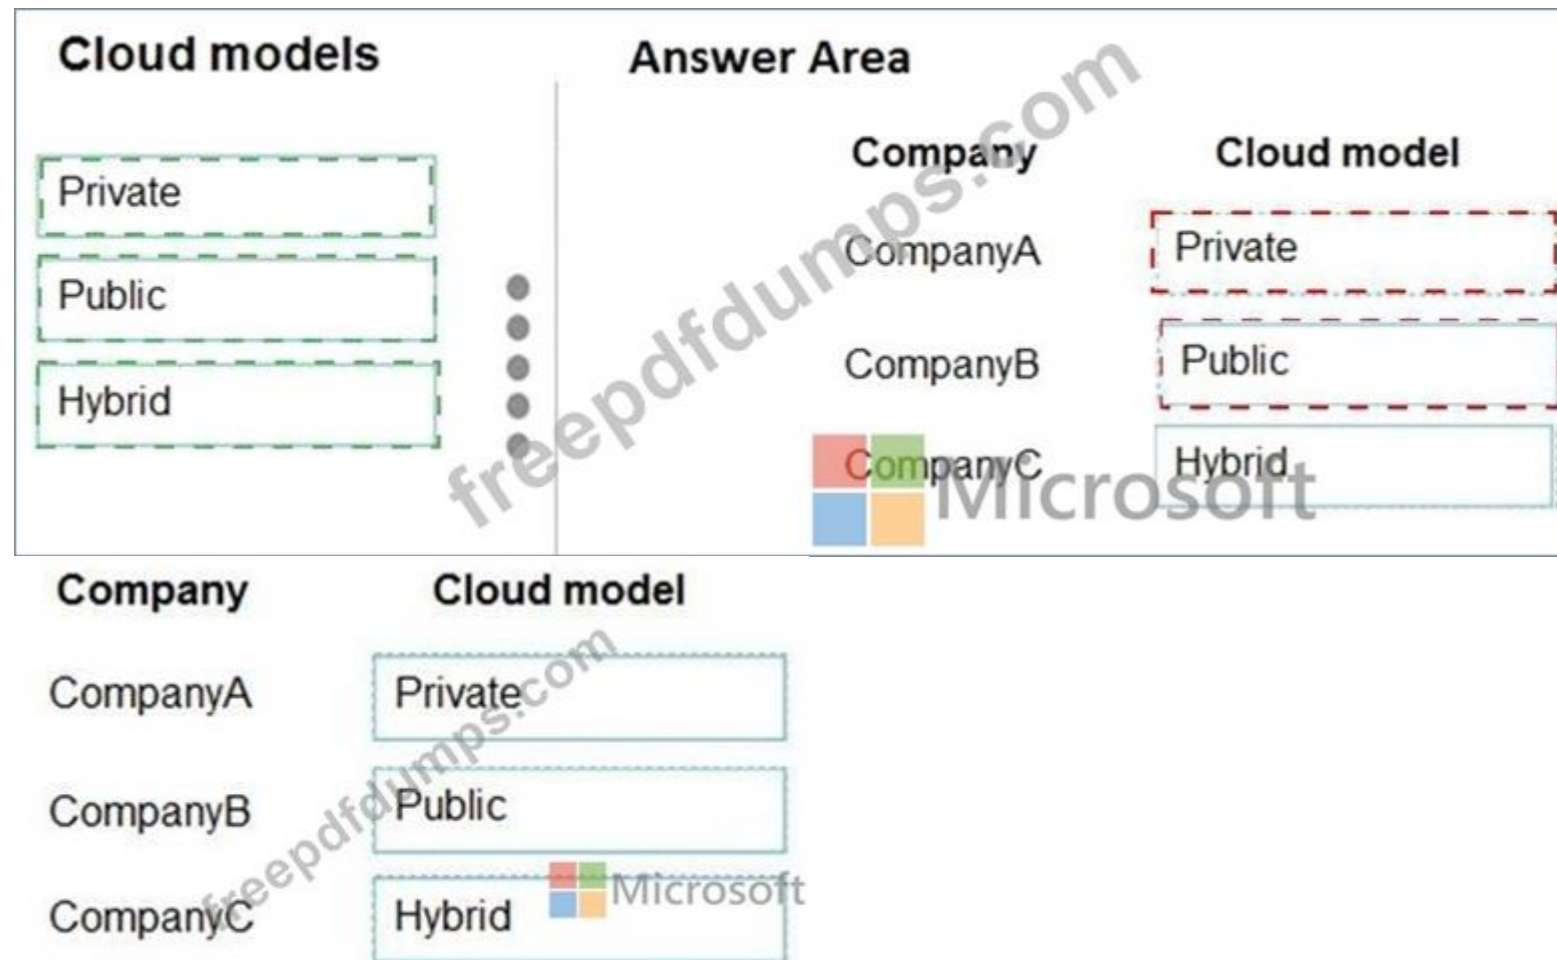 Cloud models
Answer Area
Company Cloud model
Private
CompanyA Private
Public
CompanyB Public
Hybrid
CompanyC Hybrid
freepdfdumps.com
Microsoft
Company Cloud model
CompanyA Private
CompanyB Public
CompanyC Hybrid
freepdfdumps.com
Microsoft